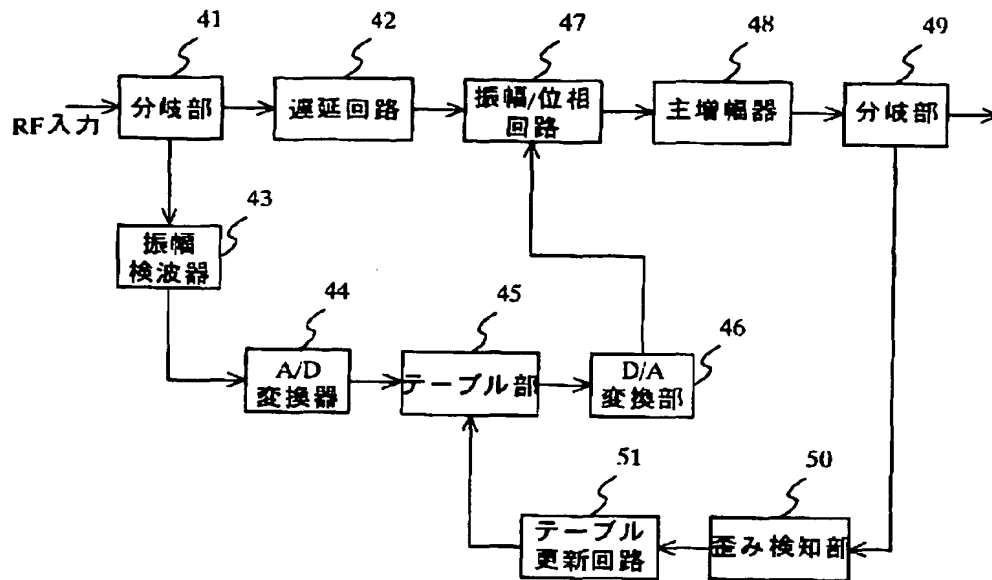 41
42
47
48
49
分岐部
遅延回路
振幅/位相
回路
主増幅器
分岐部
RF入力
43
振幅
検波器
44
45
46
A/D
変換器
テーブル部
D/A
変換部
51
50
テーブル
更新回路
歪み検知部